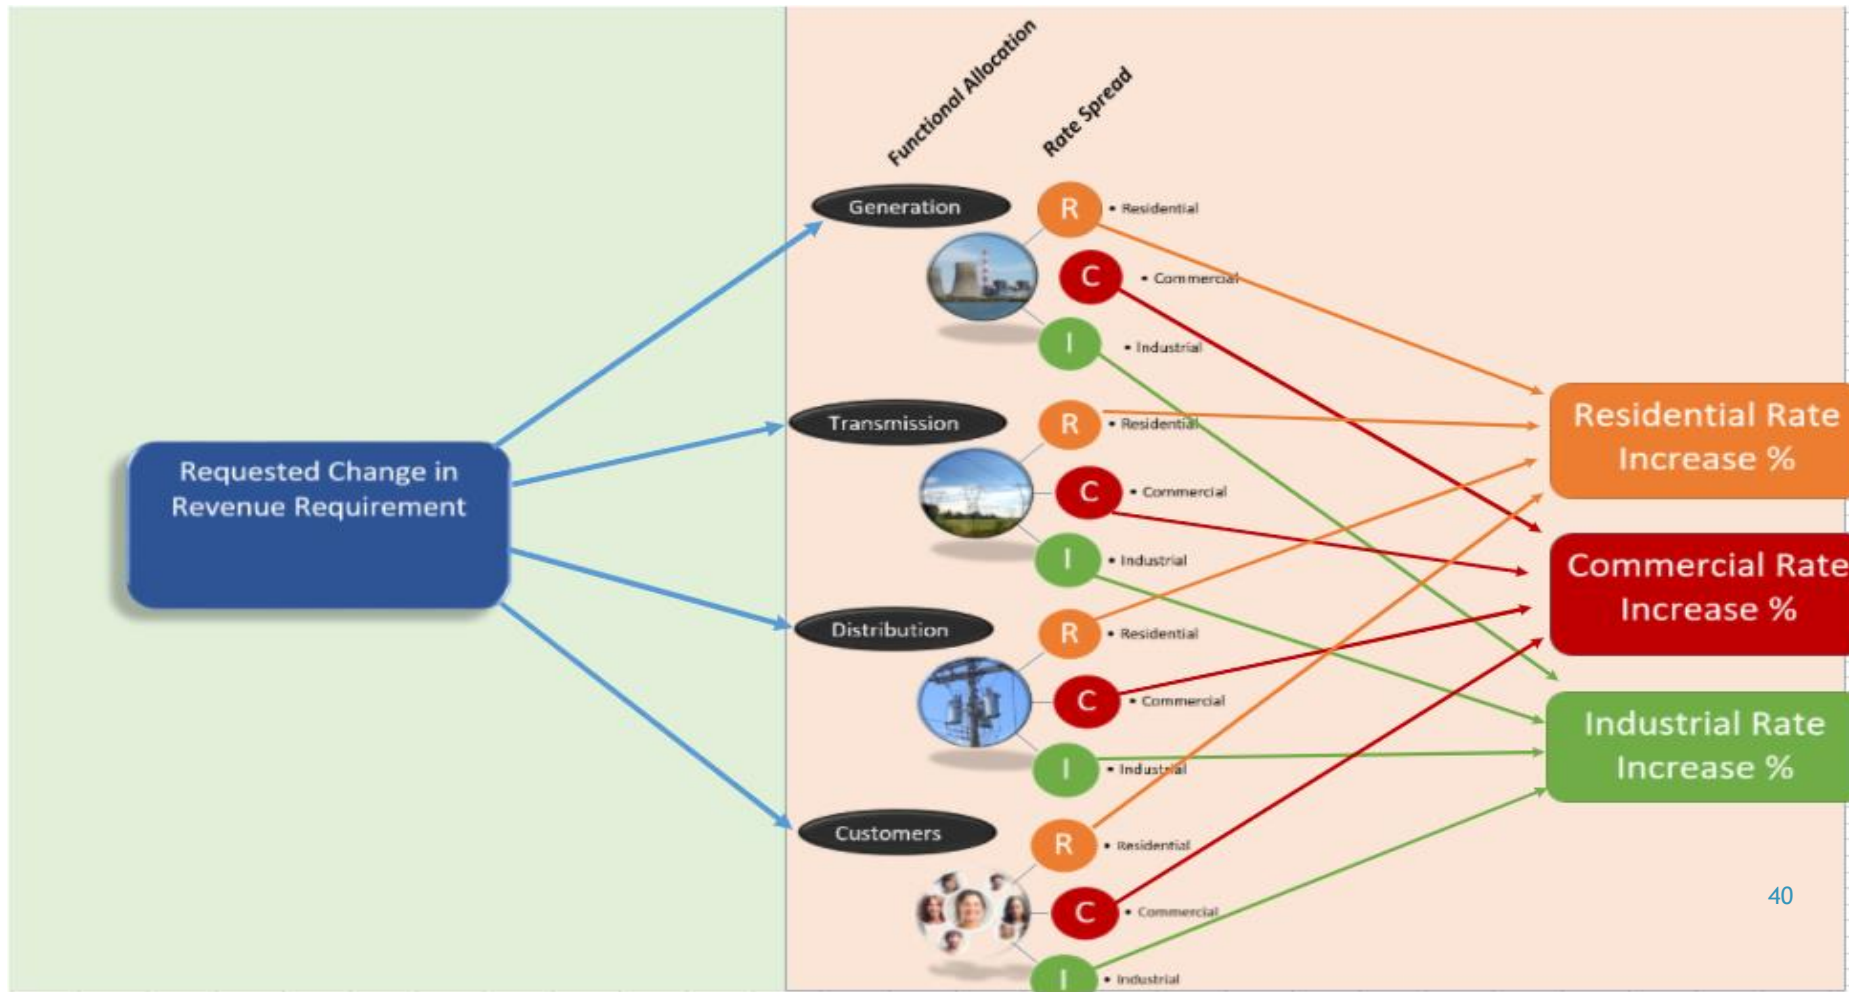 Functional Allocation
Rate Spread
Requested Change in
Revenue Requirement
Generation
R
• Residential
C
• Commercial
I
• Industrial
Transmission
R
• Residential
C
• Commercial
I
• Industrial
Distribution
R
• Residential
C
• Commercial
I
• Industrial
Customers
R
• Residential
C
• Commercial
I
• Industrial
Residential Rate
Increase %
Commercial Rate
Increase %
Industrial Rate
Increase %
40